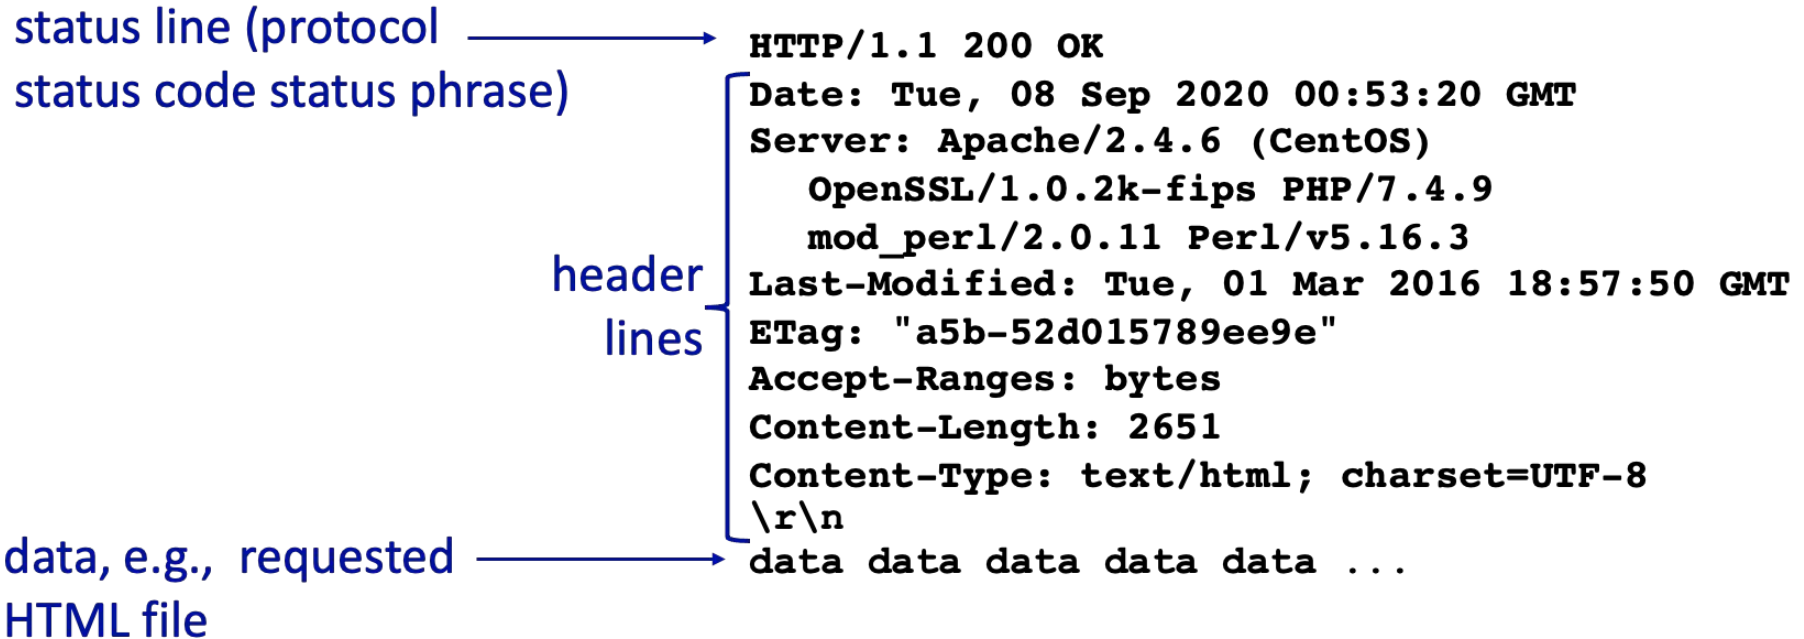 status line (protocol
status code status phrase)
HTTP/1.1 200 OK
Date: Tue, 08 Sep 2020 00:53:20 GMT
Server: Apache/2.4.6 (CentOS)
OpenSSL/1.0.2k-fips PHP/7.4.9
mod_perl/2.0.11 Perl/v5.16.3
header
lines
Last-Modified: Tue, 01 Mar 2016 18:57:50 GMT
ETag: "a5b-52d015789ee9e"
Accept-Ranges: bytes
Content-Length: 2651
Content-Type: text/html; charset=UTF-8
\r\n
data, e.g., requested
HTML file
data data data data data ...